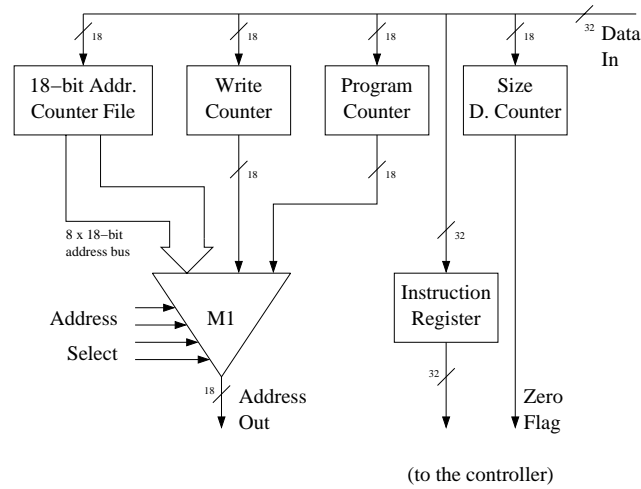 18
18
18
18
32
Data
In
18−bit Addr.
Counter File
Write
Counter
Program
Counter
Size
D. Counter
18
18
8 x 18−bit
address bus
32
M1
Address
Select
Instruction
Register
18
Address
Out
32
Zero
Flag
(to the controller)